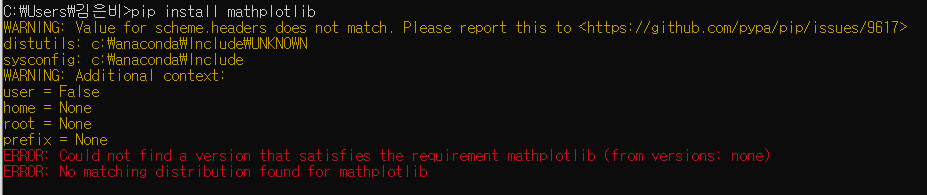 C:₩Users₩김은비>pip install mathplotlib
WARNING: Value for scheme.headers does not match. Please report this to <https://github.com/pypa/pip/issues/9617>
distutils: c:₩anaconda₩Include₩UNKNOWN
sysconfig: c:₩anaconda₩Include
WARNING: Additional context:
user = False
home = None
root = None
prefix = None
ERROR: Could not find a version that satisfies the requirement mathplotlib (from versions: none)
ERROR: No matching distribution found for mathplotlib